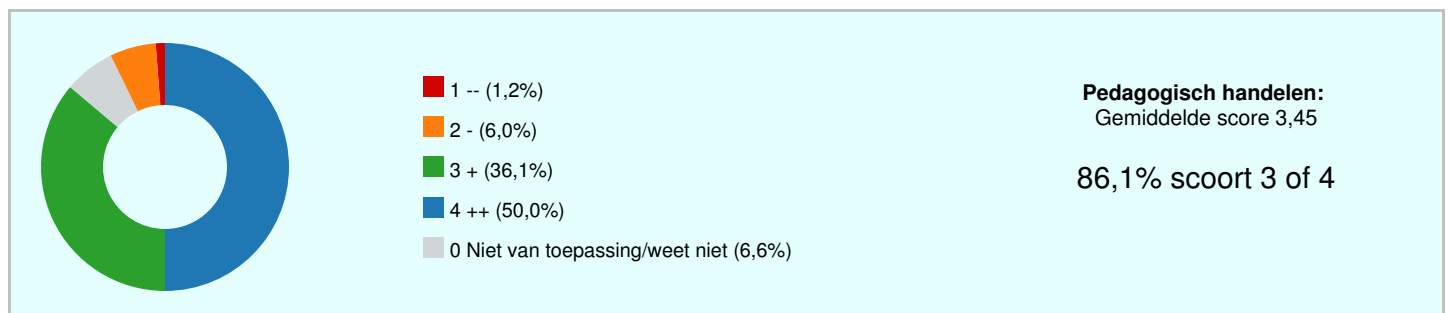 1 -- (1,2%)
2 - (6,0%)
3 + (36,1%)
4 ++ (50,0%)
0 Niet van toepassing/weet niet (6,6%)
Pedagogisch handelen:
Gemiddelde score 3,45
86,1% scoort 3 of 4